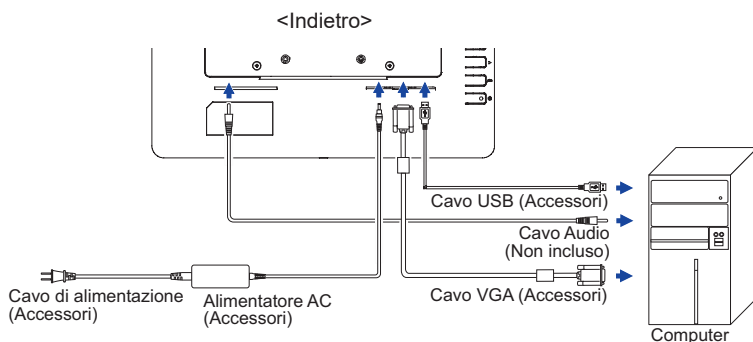 <Indietro>
Cavo USB (Accessori)
Cavo Audio
(Non incluso)
Cavo di alimentazione
(Accessori)
Alimentatore AC
(Accessori)
Cavo VGA (Accessori)
Computer